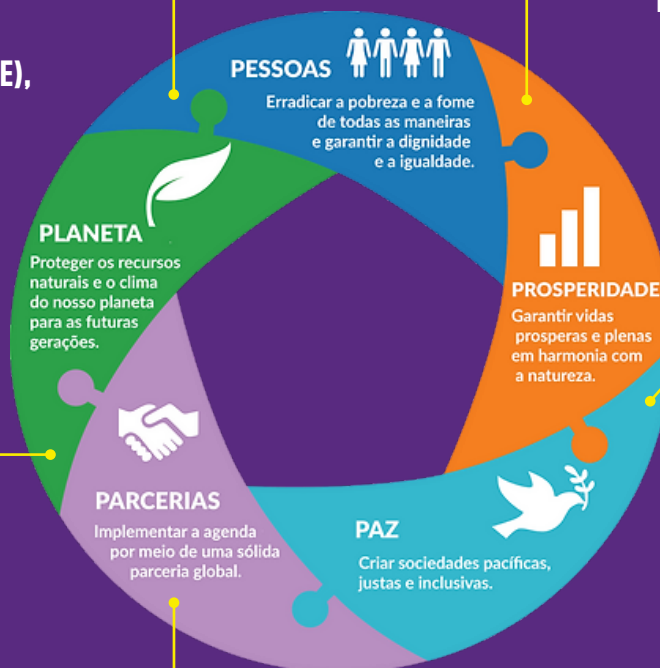 E),
PESSOAS
Erradicar a pobreza e a fome
de todas as maneiras
e garantir a dignidade
e a igualdade.
PLANETA
Proteger os recursos
naturais e o clima
do nosso planeta
para as futuras
gerações.
PROSPERIDADE
Garantir vidas
prosperas e plenas
em harmonia com
a natureza.
PARCERIAS
Implementar a agenda
por meio de uma sólida
parceria global.
PAZ
Criar sociedades pacíficas,
justas e inclusivas.